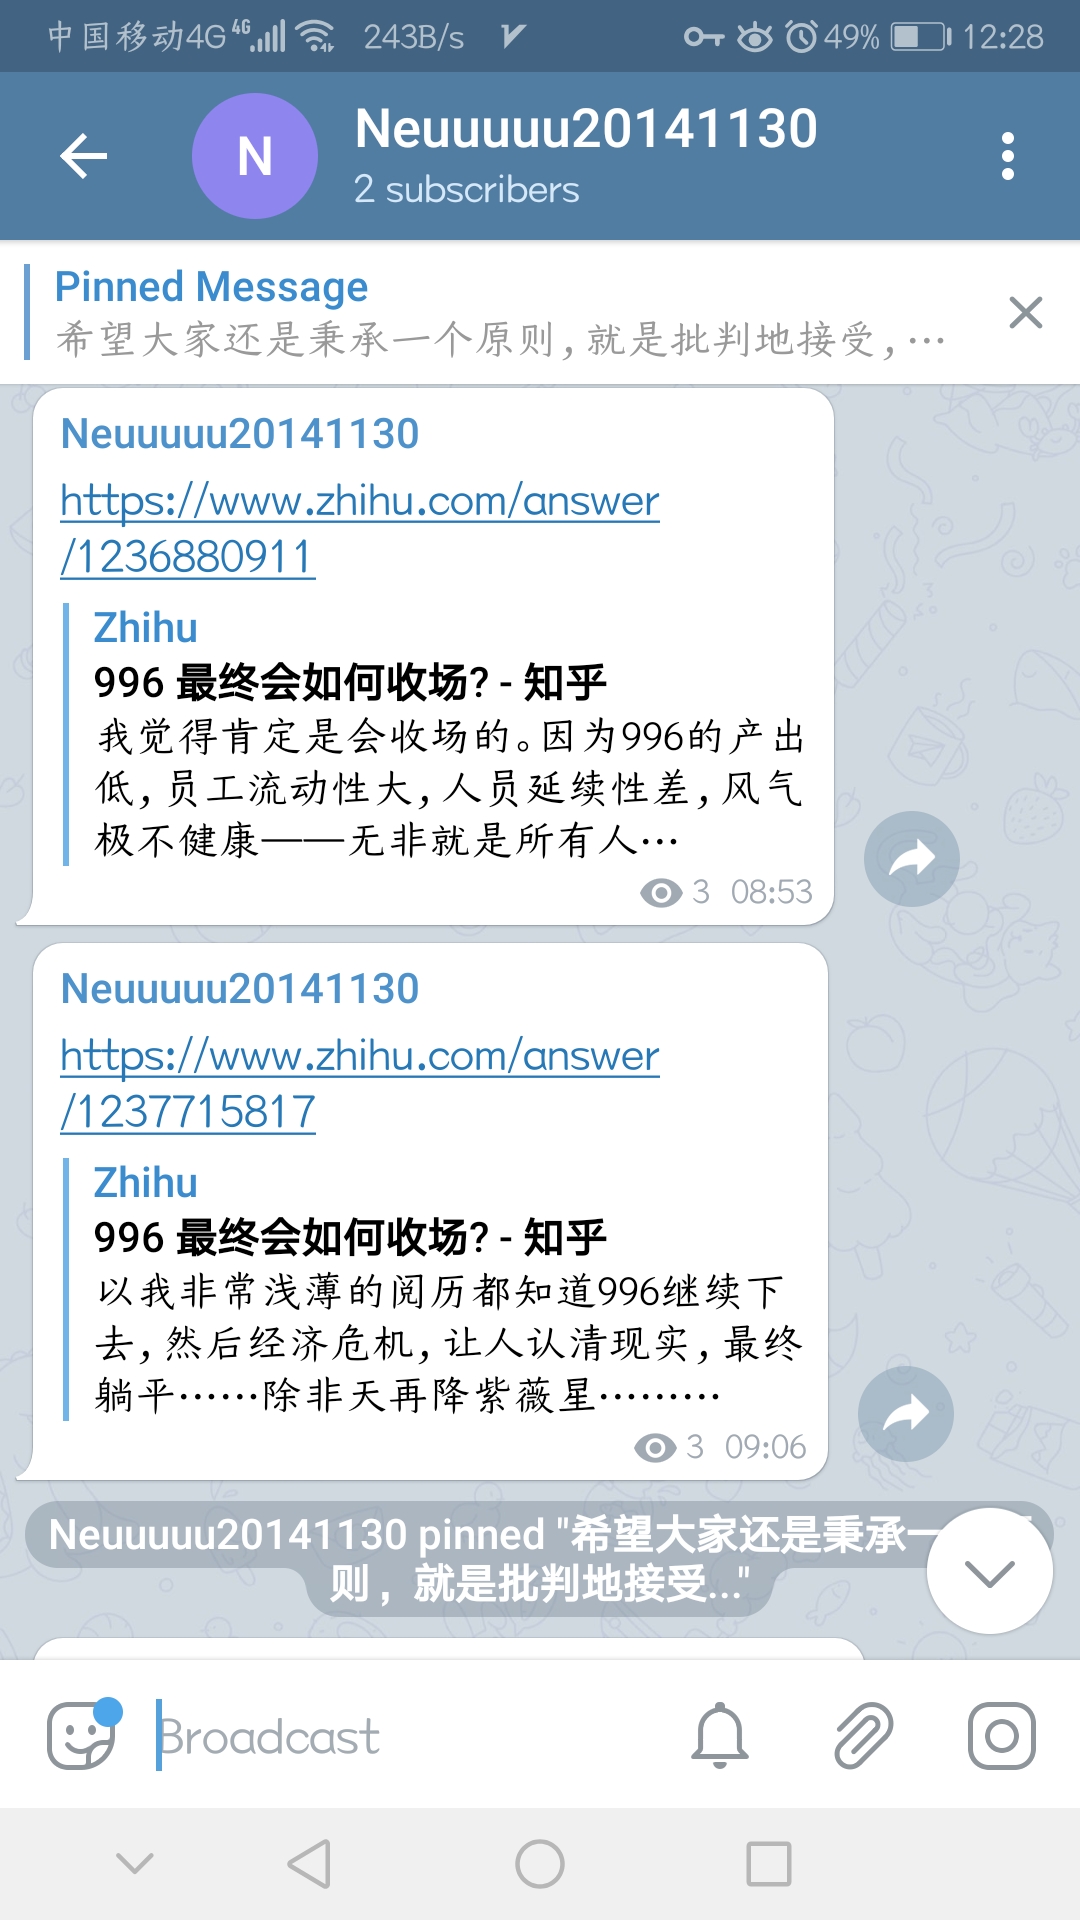 中国移动4G 4G 243B/s 49% 12:28
N
Neuuuuu20141130
2 subscribers
Pinned Message
希望大家还是秉承一个原则，就是批判地接受，…
Neuuuuu20141130
https://www.zhihu.com/answer
/1236880911
Zhihu
996 最终会如何收场? - 知乎
我觉得肯定是会收场的。因为996的产出
低，员工流动性大，人员延续性差，风气
极不健康——无非就是所有人…
3 08:53
Neuuuuu20141130
https://www.zhihu.com/answer
/1237715817
Zhihu
996 最终会如何收场? - 知乎
以我非常浅薄的阅历都知道996继续下
去，然后经济危机，让人认清现实，最终
躺平……除非天再降紫薇星………
3 09:06
Neuuuuu20141130 pinned "希望大家还是秉承一
则，就是批判地接受..."
Broadcast